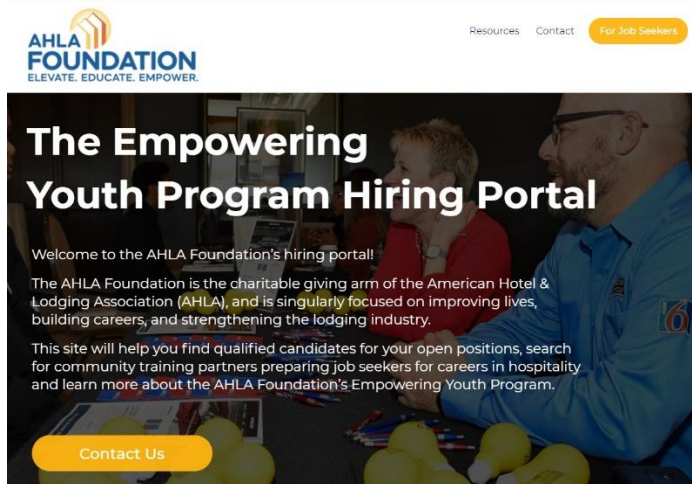 AHLA
FOUNDATION
ELEVATE. EDUCATE. EMPOWER.
Resources Contact For Job Seekers
The Empowering
Youth Program Hiring Portal
Welcome to the AHLA Foundation's hiring portal!
The AHLA Foundation is the charitable giving arm of the American Hotel &
Lodging Association (AHLA), and is singularly focused on improving lives,
building careers, and strengthening the lodging industry.
This site will help you find qualified candidates for your open positions, search
for community training partners preparing job seekers for careers in hospitality
and learn more about the AHLA Foundation's Empowering Youth Program.
6
Contact Us